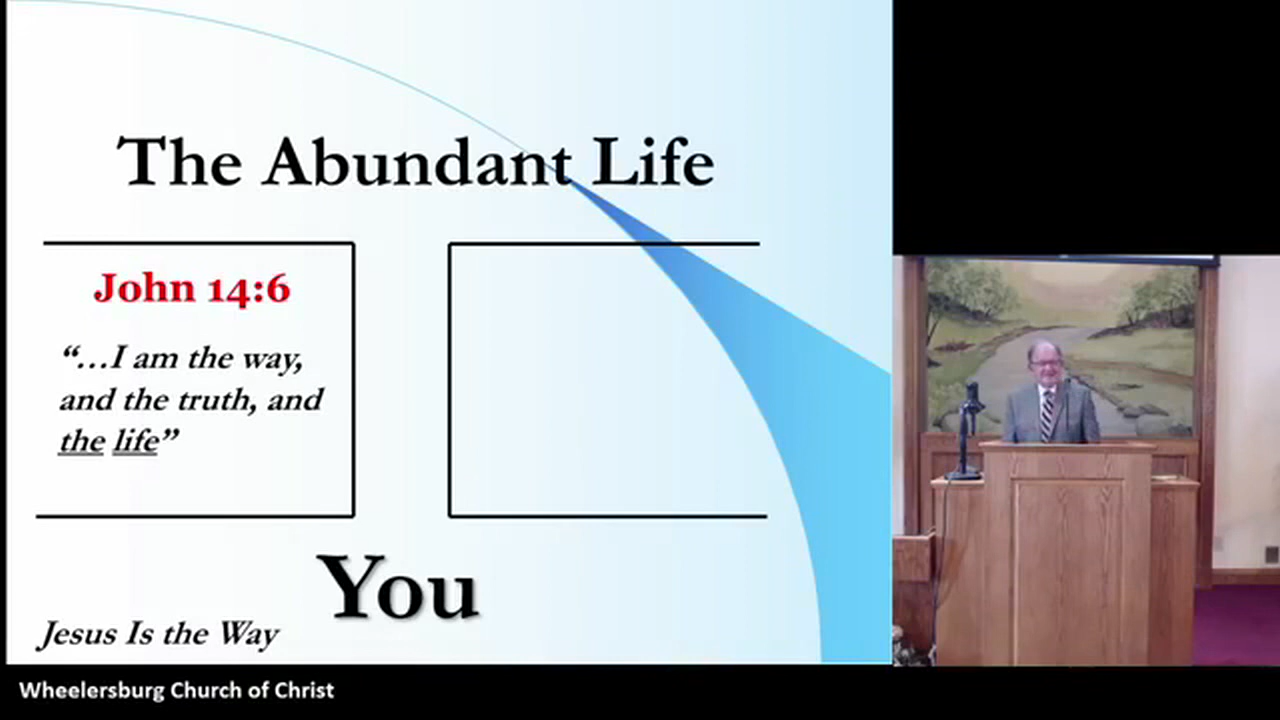 The Abundant Life
John 14:6
“...I am the way,
and the truth, and
the life”
You
Jesus Is the Way
Wheelersburg Church of Christ